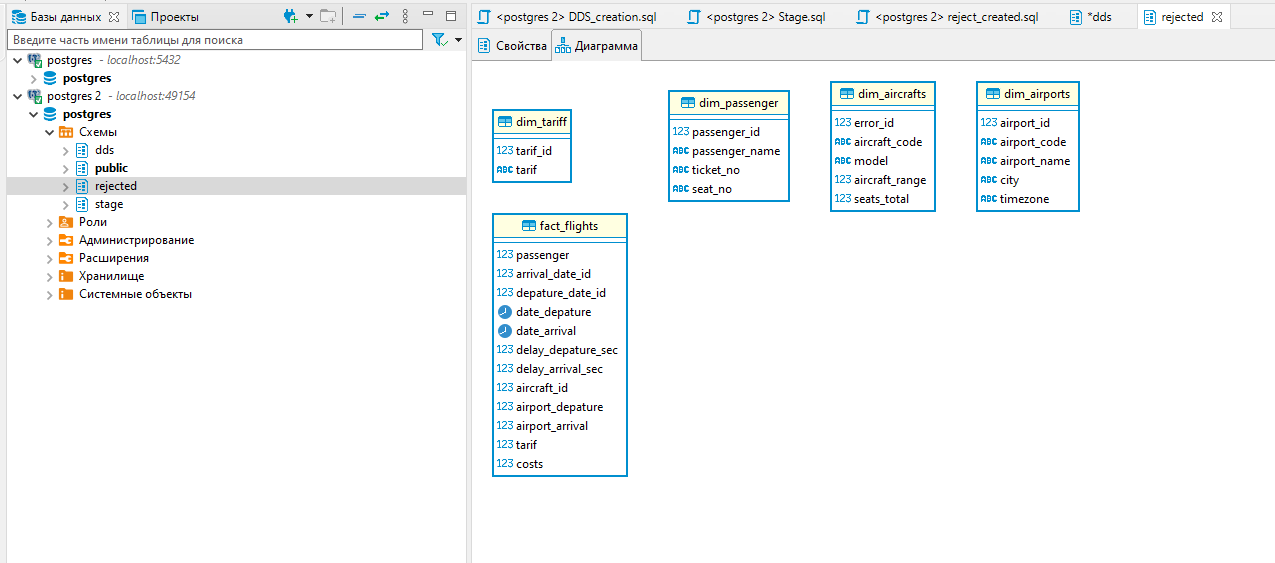 Базы данных
Проекты
Введите часть имени таблицы для поиска
postgres - localhost:5432
postgres
postgres 2 - localhost:49154
postgres
Схемы
dds
public
rejected
stage
Роли
Администрирование
Расширения
Хранилище
Системные объекты
<postgres 2> DDS_creation.sql
<postgres 2> Stage.sql
<postgres 2> reject_created.sql
*dds
rejected
Свойства
Диаграмма
dim_tariff
123 tarif_id
ABC tarif
dim_passenger
123 passenger_id
ABC passenger_name
ABC ticket_no
ABC seat_no
dim_aircrafts
123 error_id
ABC aircraft_code
ABC model
123 aircraft_range
123 seats_total
dim_airports
123 airport_id
ABC airport_code
ABC airport_name
ABC city
ABC timezone
fact_flights
123 passenger
123 arrival_date_id
123 depature_date_id
date_depature
date_arrival
123 delay_depature_sec
123 delay_arrival_sec
123 aircraft_id
123 airport_depature
123 airport_arrival
123 tarif
123 costs